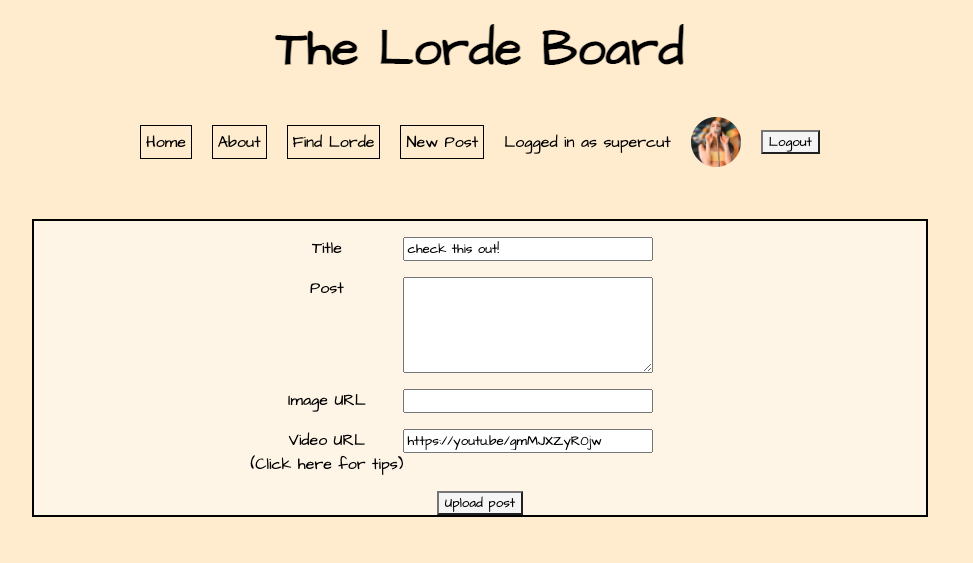 The Lorde Board
Home About Find Lorde New Post Logged in as supercut Logout
Title check this out!
Post
Image URL
Video URL https://youtu.be/gmMJXZyR0jw
(Click here for tips)
Upload post